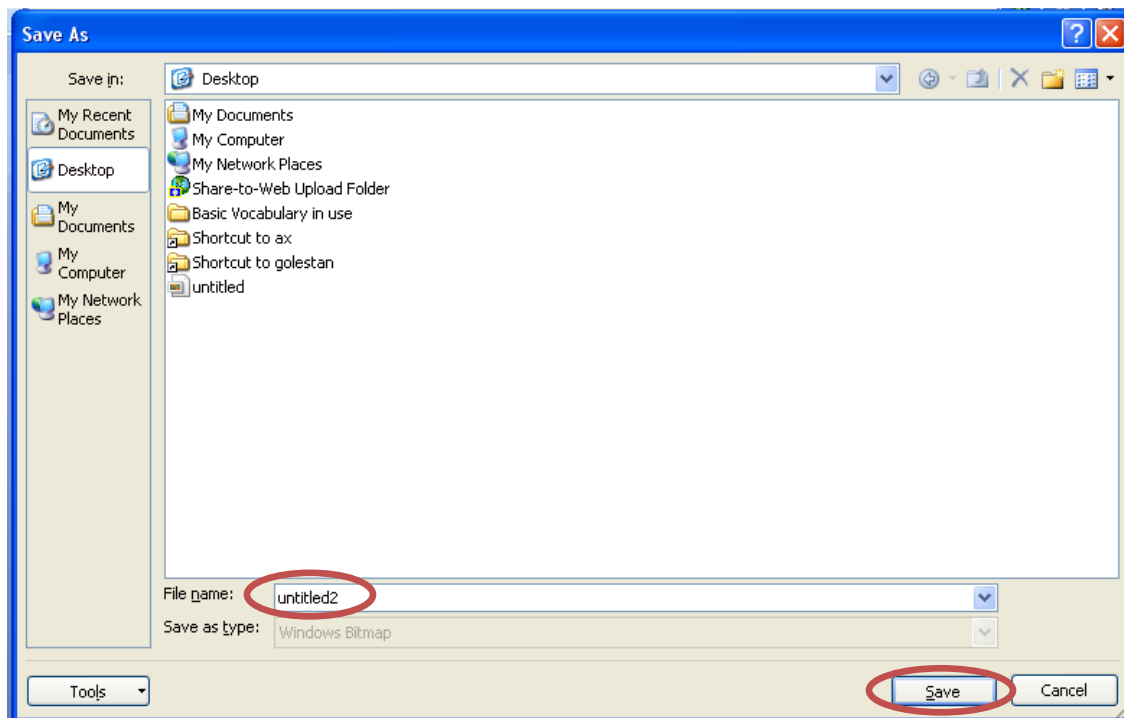 Save As
Save in:
Desktop
My Recent
Documents
Desktop
My
Documents
My
Computer
My Network
Places
My Documents
My Computer
My Network Places
Share-to-Web Upload Folder
Basic Vocabulary in use
Shortcut to ax
Shortcut to golestan
untitled
File name:
untitled2
Save as type:
Windows Bitmap
Tools
Save
Cancel